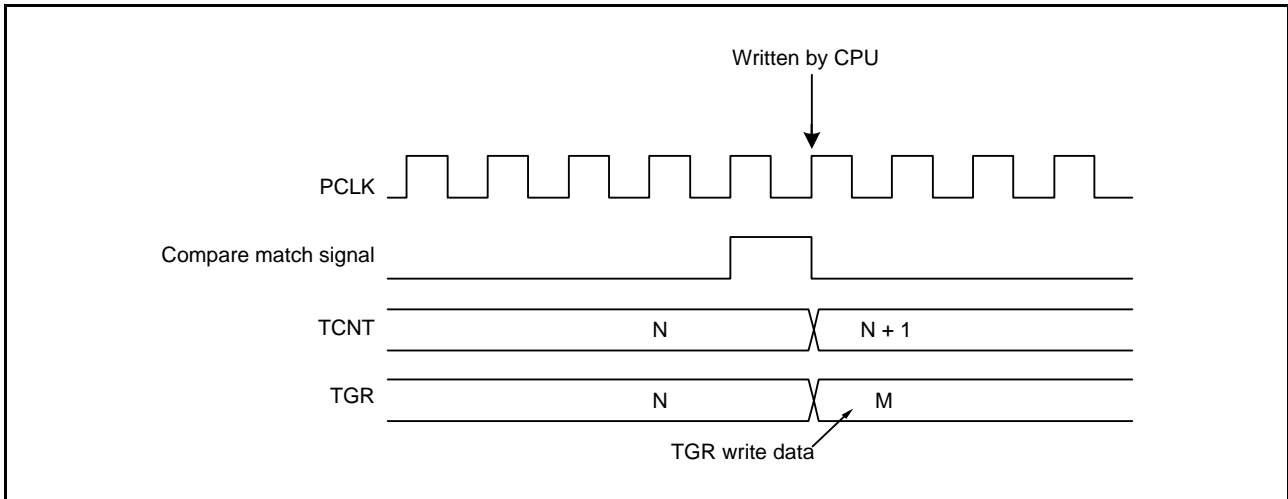 Written by CPU
PCLK
Compare match signal
TCNT N N + 1
TGR N M
TGR write data